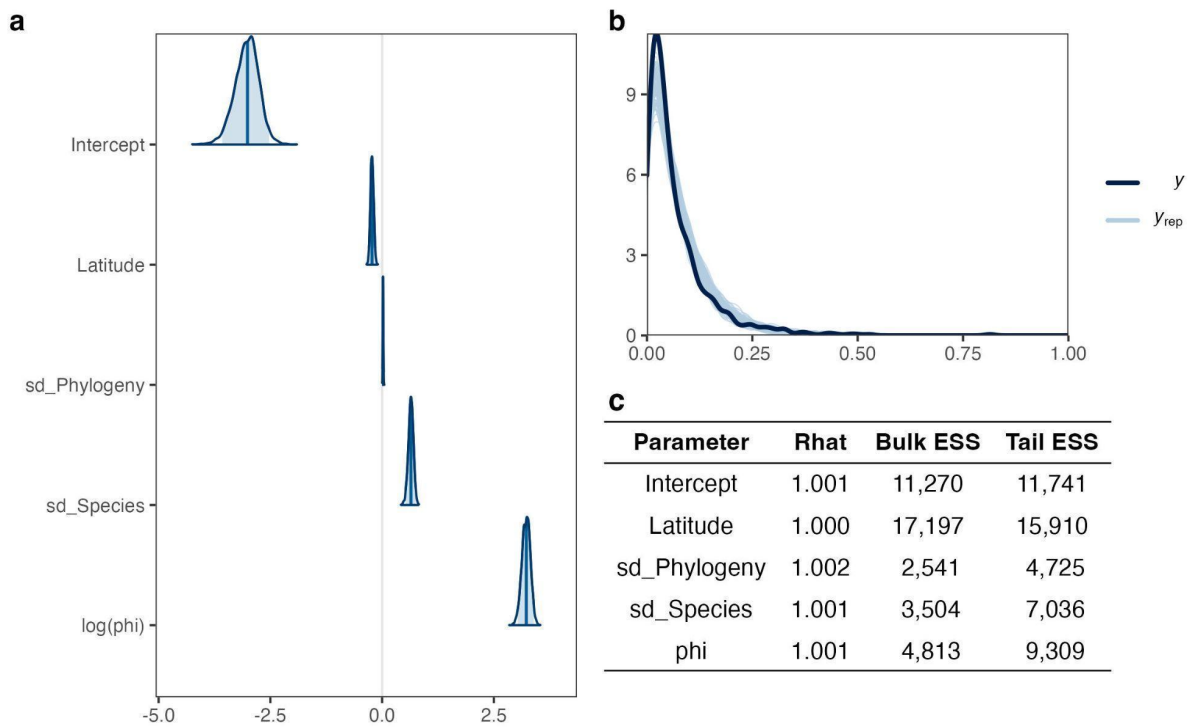 a
Intercept
Latitude
sd_Phylogeny
sd_Species
log(phi)
-5.0 -2.5 0.0 2.5
b
9
6
3
0
0.00 0.25 0.50 0.75 1.00
y
yrep
c
Parameter Rhat Bulk ESS Tail ESS
Intercept 1.001 11,270 11,741
Latitude 1.000 17,197 15,910
sd_Phylogeny 1.002 2,541 4,725
sd_Species 1.001 3,504 7,036
phi 1.001 4,813 9,309